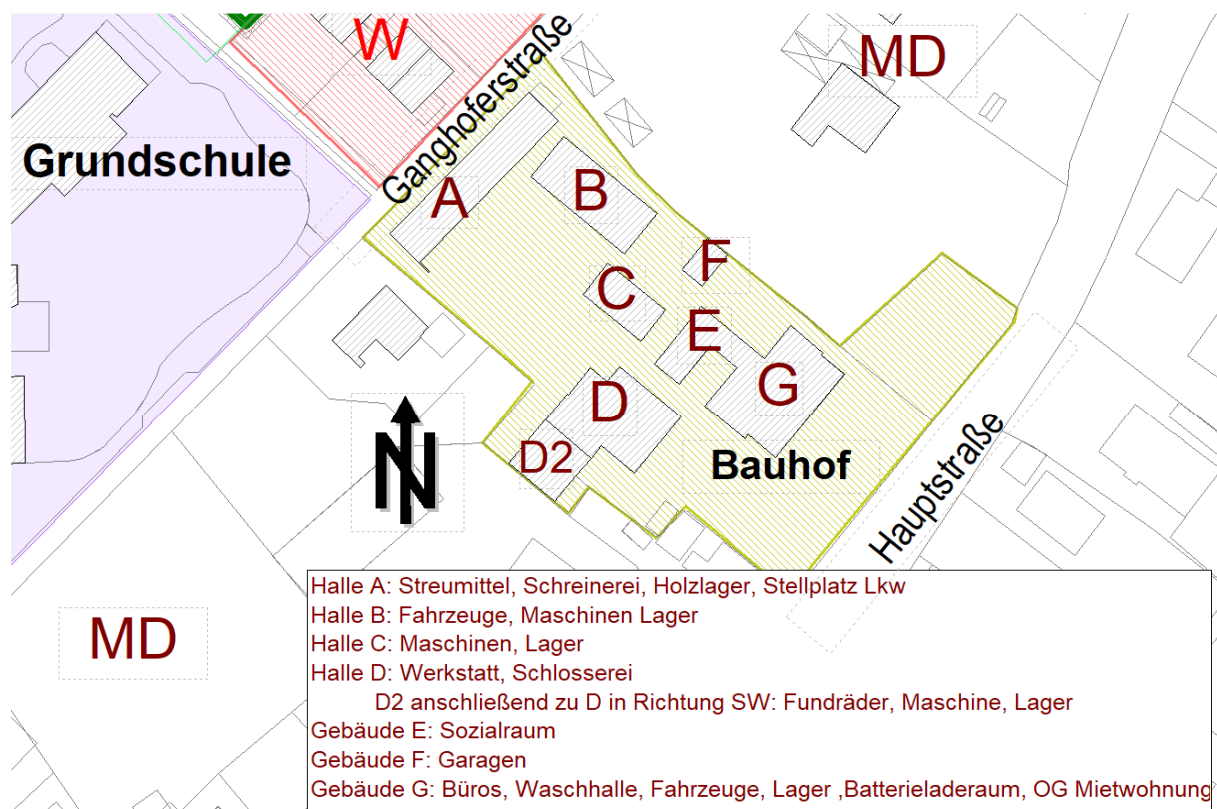 W
MD
Ganghoferstraße
Grundschule
A
B
F
C
E
G
D
D2
N
Bauhof
Hauptstraße
MD
Halle A: Streumittel, Schreinerei, Holzlager, Stellplatz Lkw
Halle B: Fahrzeuge, Maschinen Lager
Halle C: Maschinen, Lager
Halle D: Werkstatt, Schlosserei
D2 anschließend zu D in Richtung SW: Fundräder, Maschine, Lager
Gebäude E: Sozialraum
Gebäude F: Garagen
Gebäude G: Büros, Waschhalle, Fahrzeuge, Lager ,Batterieladeraum, OG Mietwohnung